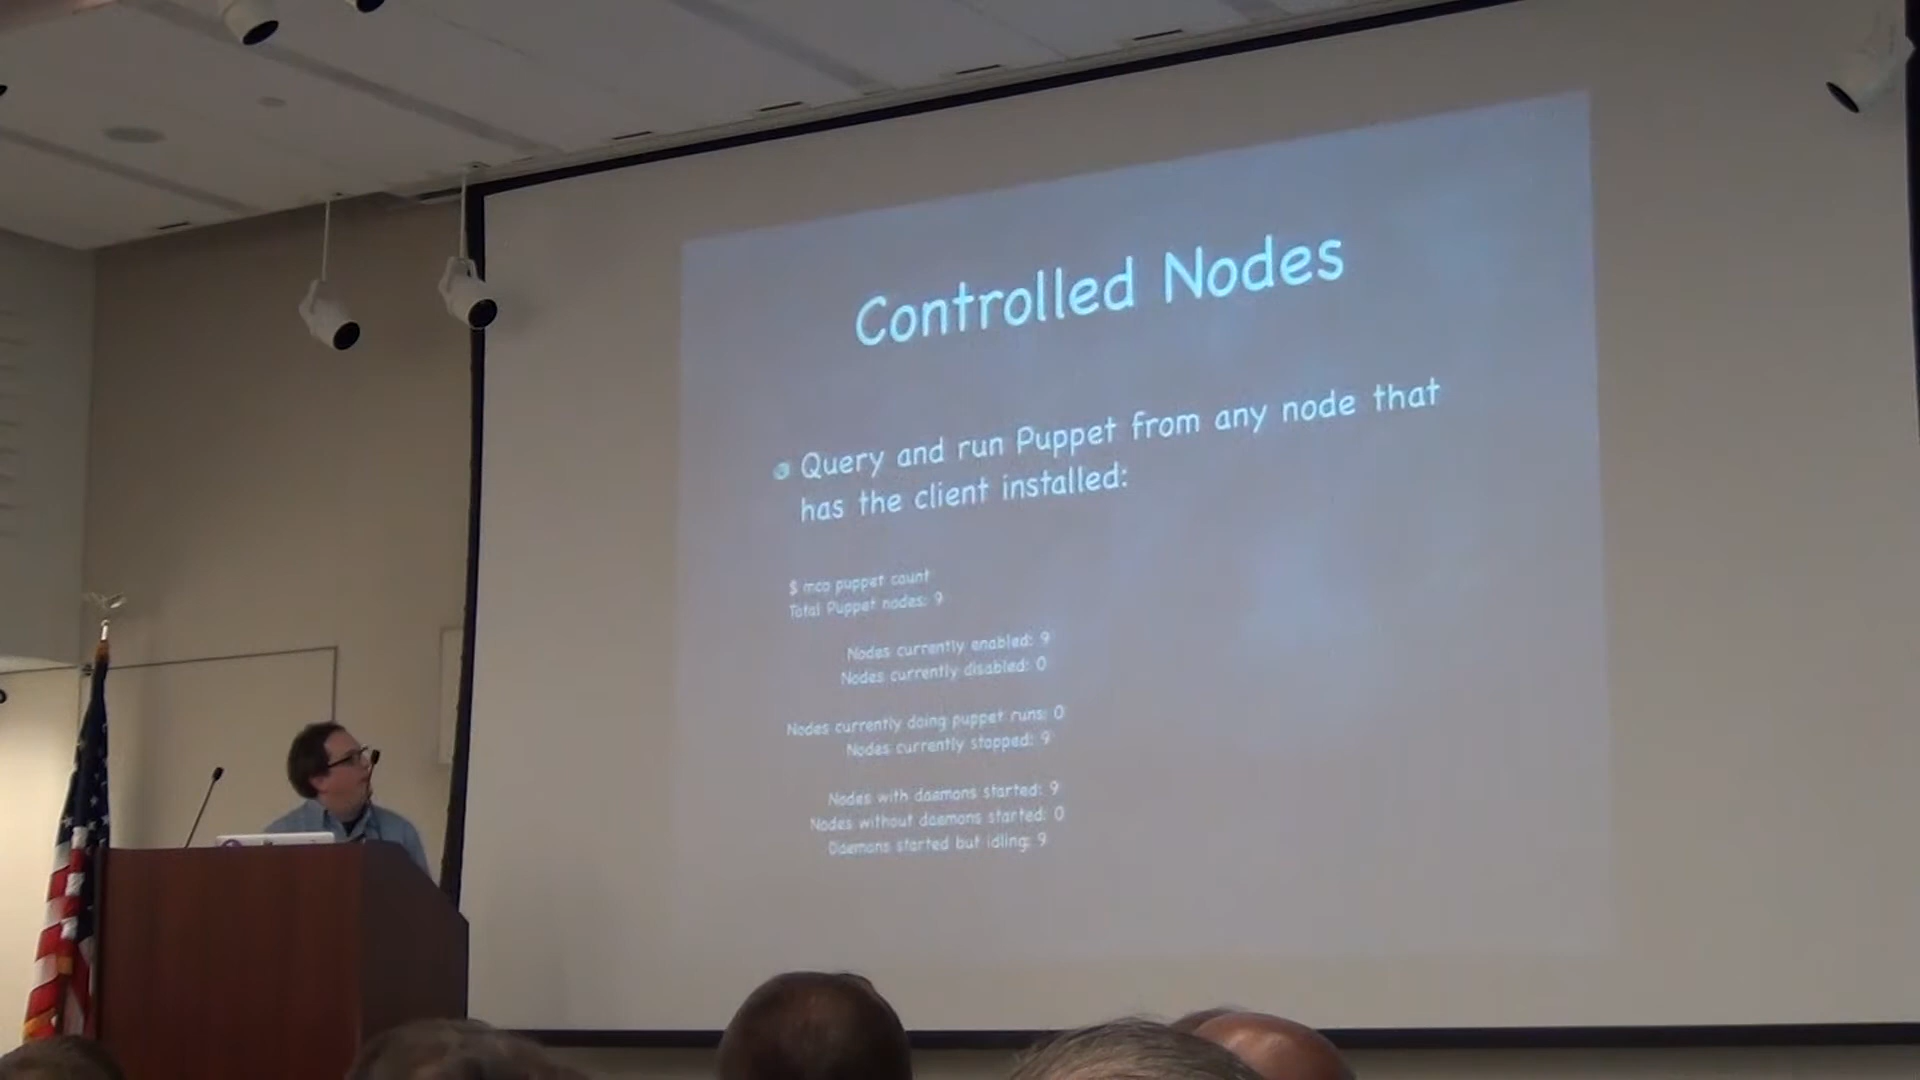 Controlled Nodes
Query and run Puppet from any node that
has the client installed:
$ mco puppet count
Total Puppet nodes: 9
Nodes currently enabled: 9
Nodes currently disabled: 0
Nodes currently doing puppet runs: 0
Nodes currently stopped: 9
Nodes with daemons started: 9
Nodes without daemons started: 0
Daemons started but idling: 9